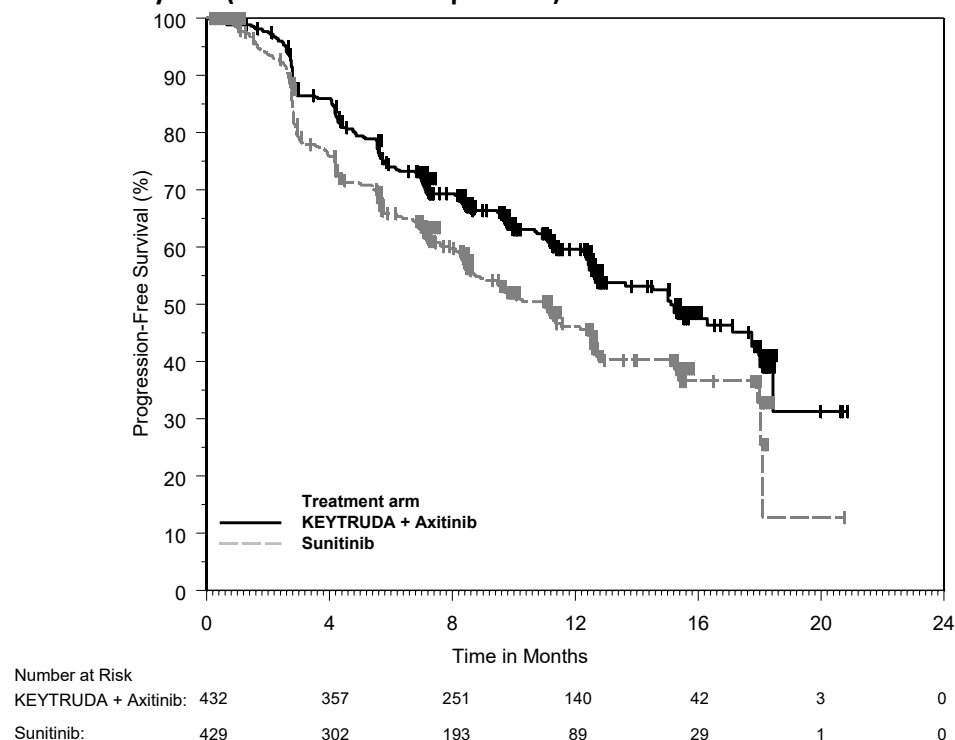 100
90
80
70
60
50
40
30
20
10
0
Progression-Free Survival (%)
Treatment arm
KEYTRUDA + Axitinib
Sunitinib
0 4 8 12 16 20 24
Time in Months
Number at Risk
KEYTRUDA + Axitinib: 432 357 251 140 42 3 0
Sunitinib: 429 302 193 89 29 1 0